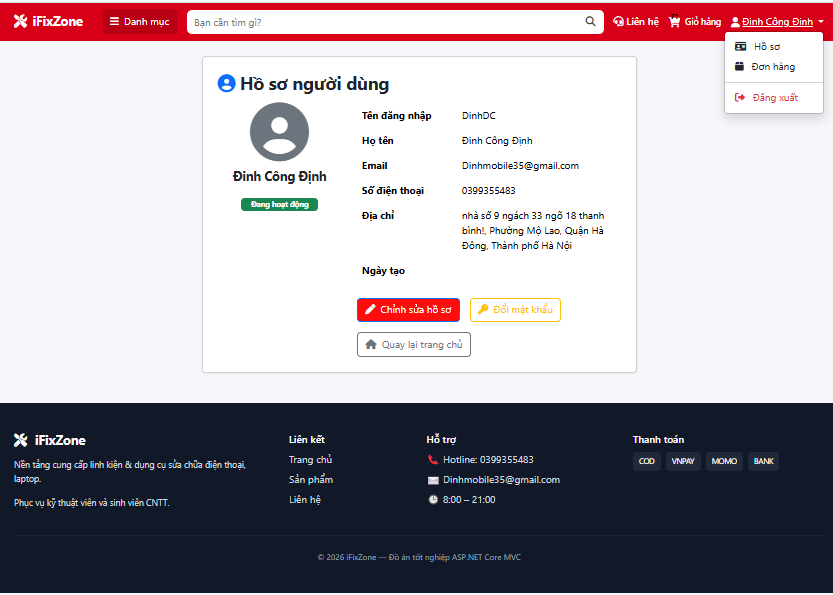 iFixZone
Danh mục
Bạn cần tìm gì?
Liên hệ
Giỏ hàng
Đinh Công Định
Hồ sơ
Đơn hàng
Đăng xuất
Hồ sơ người dùng
Đinh Công Định
Đang hoạt động
Tên đăng nhập DinhDC
Họ tên Đinh Công Định
Email Dinhmobile35@gmail.com
Số điện thoại 0399355483
Địa chỉ nhà số 9 ngách 33 ngõ 18 thanh
bình!, Phường Mộ Lao, Quận Hà
Đông, Thành phố Hà Nội
Ngày tạo
Chỉnh sửa hồ sơ
Đổi mật khẩu
Quay lại trang chủ
iFixZone
Nền tảng cung cấp linh kiện & dụng cụ sửa chữa điện thoại,
laptop.
Phục vụ kỹ thuật viên và sinh viên CNTT.
Liên kết
Trang chủ
Sản phẩm
Liên hệ
Hỗ trợ
Hotline: 0399355483
Dinhmobile35@gmail.com
8:00 – 21:00
Thanh toán
COD VNPAY MOMO BANK
© 2026 iFixZone — Đồ án tốt nghiệp ASP.NET Core MVC